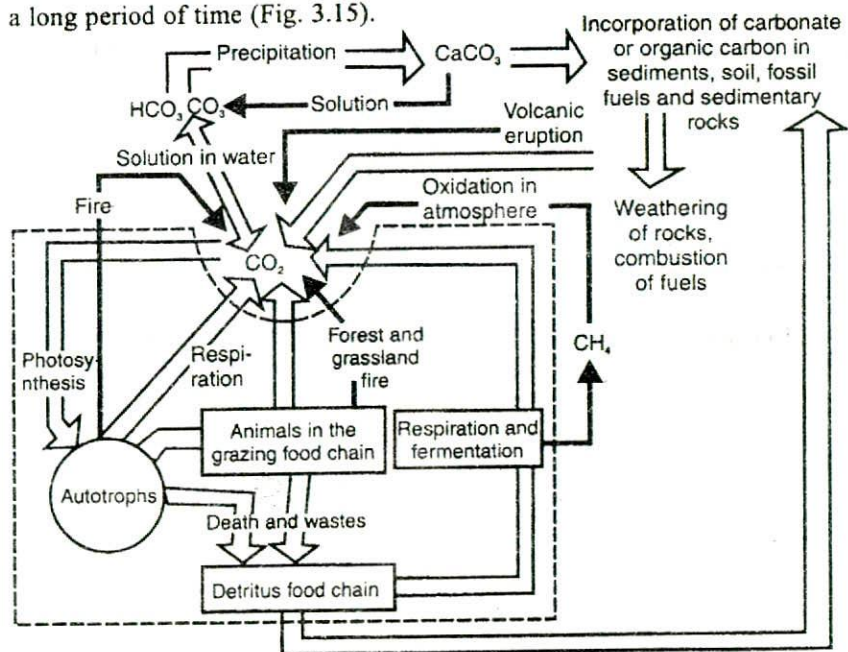 a long period of time (Fig. 3.15).
Precipitation
CaCO₃
Incorporation of carbonate
or organic carbon in
sediments, soil, fossil
fuels and sedimentary
rocks
HCO₃ CO₃
Solution
Volcanic
eruption
Solution in water
Fire
Oxidation in
atmosphere
Weathering
of rocks,
combustion
of fuels
CO₂
Photosy-
nthesis
Respi-
ration
Forest and
grassland
fire
CH₄
Animals in the
grazing food chain
Respiration and
fermentation
Autotrophs
Death and wastes
Detritus food chain